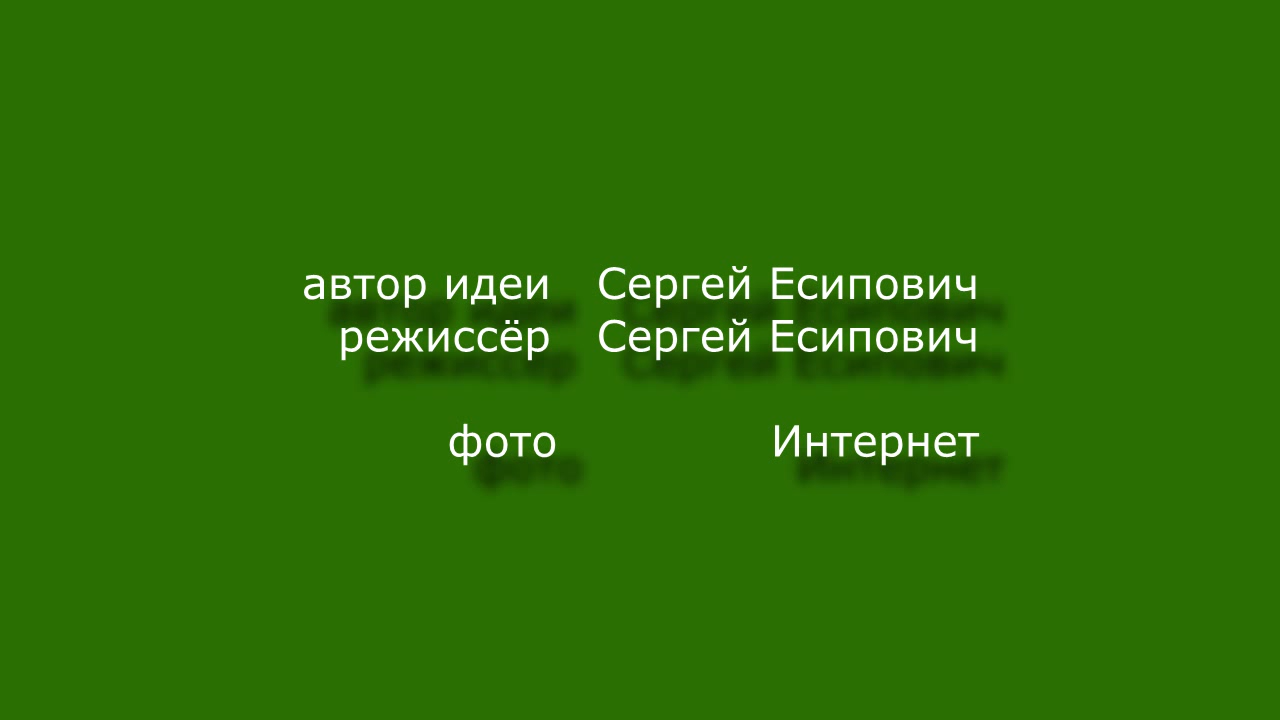 автор идеи Сергей Есипович
режиссёр Сергей Есипович
фото Интернет